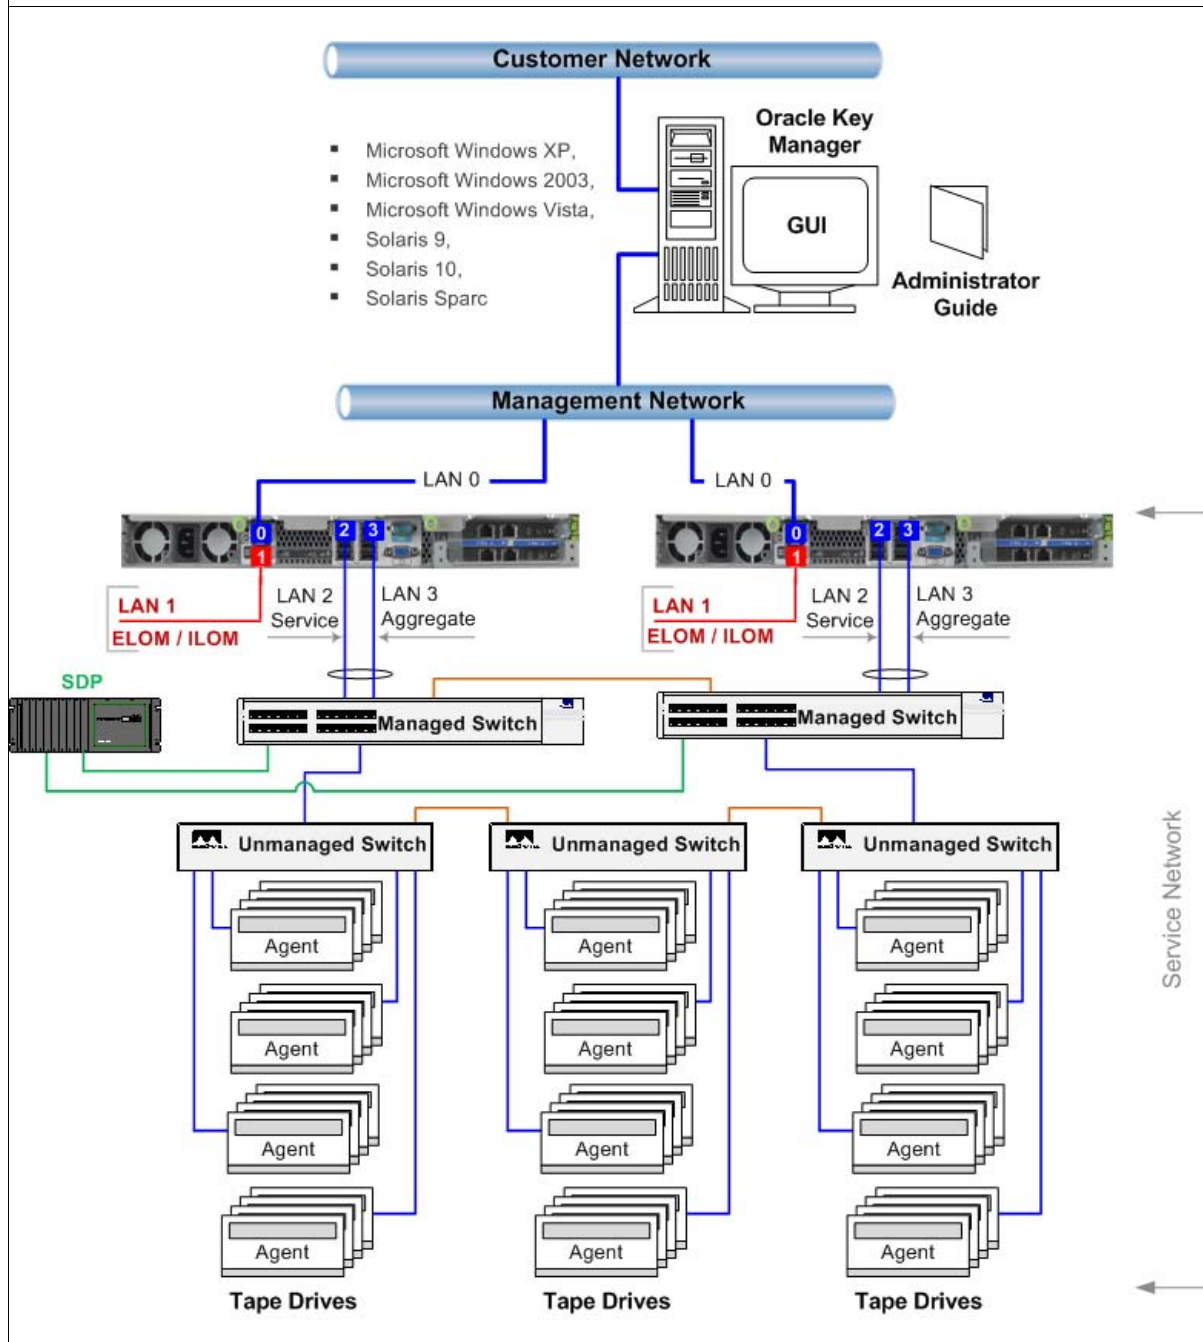 Customer Network
Oracle Key
Manager
Microsoft Windows XP,
Microsoft Windows 2003,
Microsoft Windows Vista,
Solaris 9,
Solaris 10,
Solaris Sparc
GUI
Administrator
Guide
Management Network
LAN 0
LAN 0
0
1
2
3
0
1
2
3
LAN 1
ELOM / ILOM
LAN 2
Service
LAN 3
Aggregate
LAN 1
ELOM / ILOM
LAN 2
Service
LAN 3
Aggregate
SDP
Managed Switch
Managed Switch
Unmanaged Switch
Unmanaged Switch
Unmanaged Switch
Agent
Agent
Agent
Agent
Agent
Agent
Agent
Agent
Agent
Agent
Agent
Agent
Tape Drives
Tape Drives
Tape Drives
Service Network